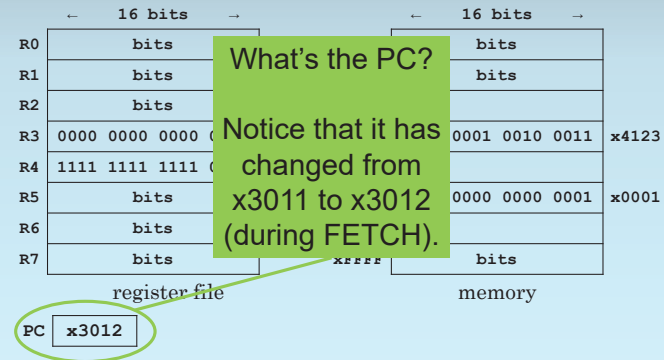 ← 16 bits → ← 16 bits →
R0 bits bits
R1 bits bits
R2 bits
R3 0000 0000 0000 0001 0010 0011 x4123
R4 1111 1111 1111
R5 bits 0000 0000 0001 x0001
R6 bits
R7 bits xFFFF bits
register file memory
PC x3012
What's the PC?
Notice that it has
changed from
x3011 to x3012
(during FETCH).